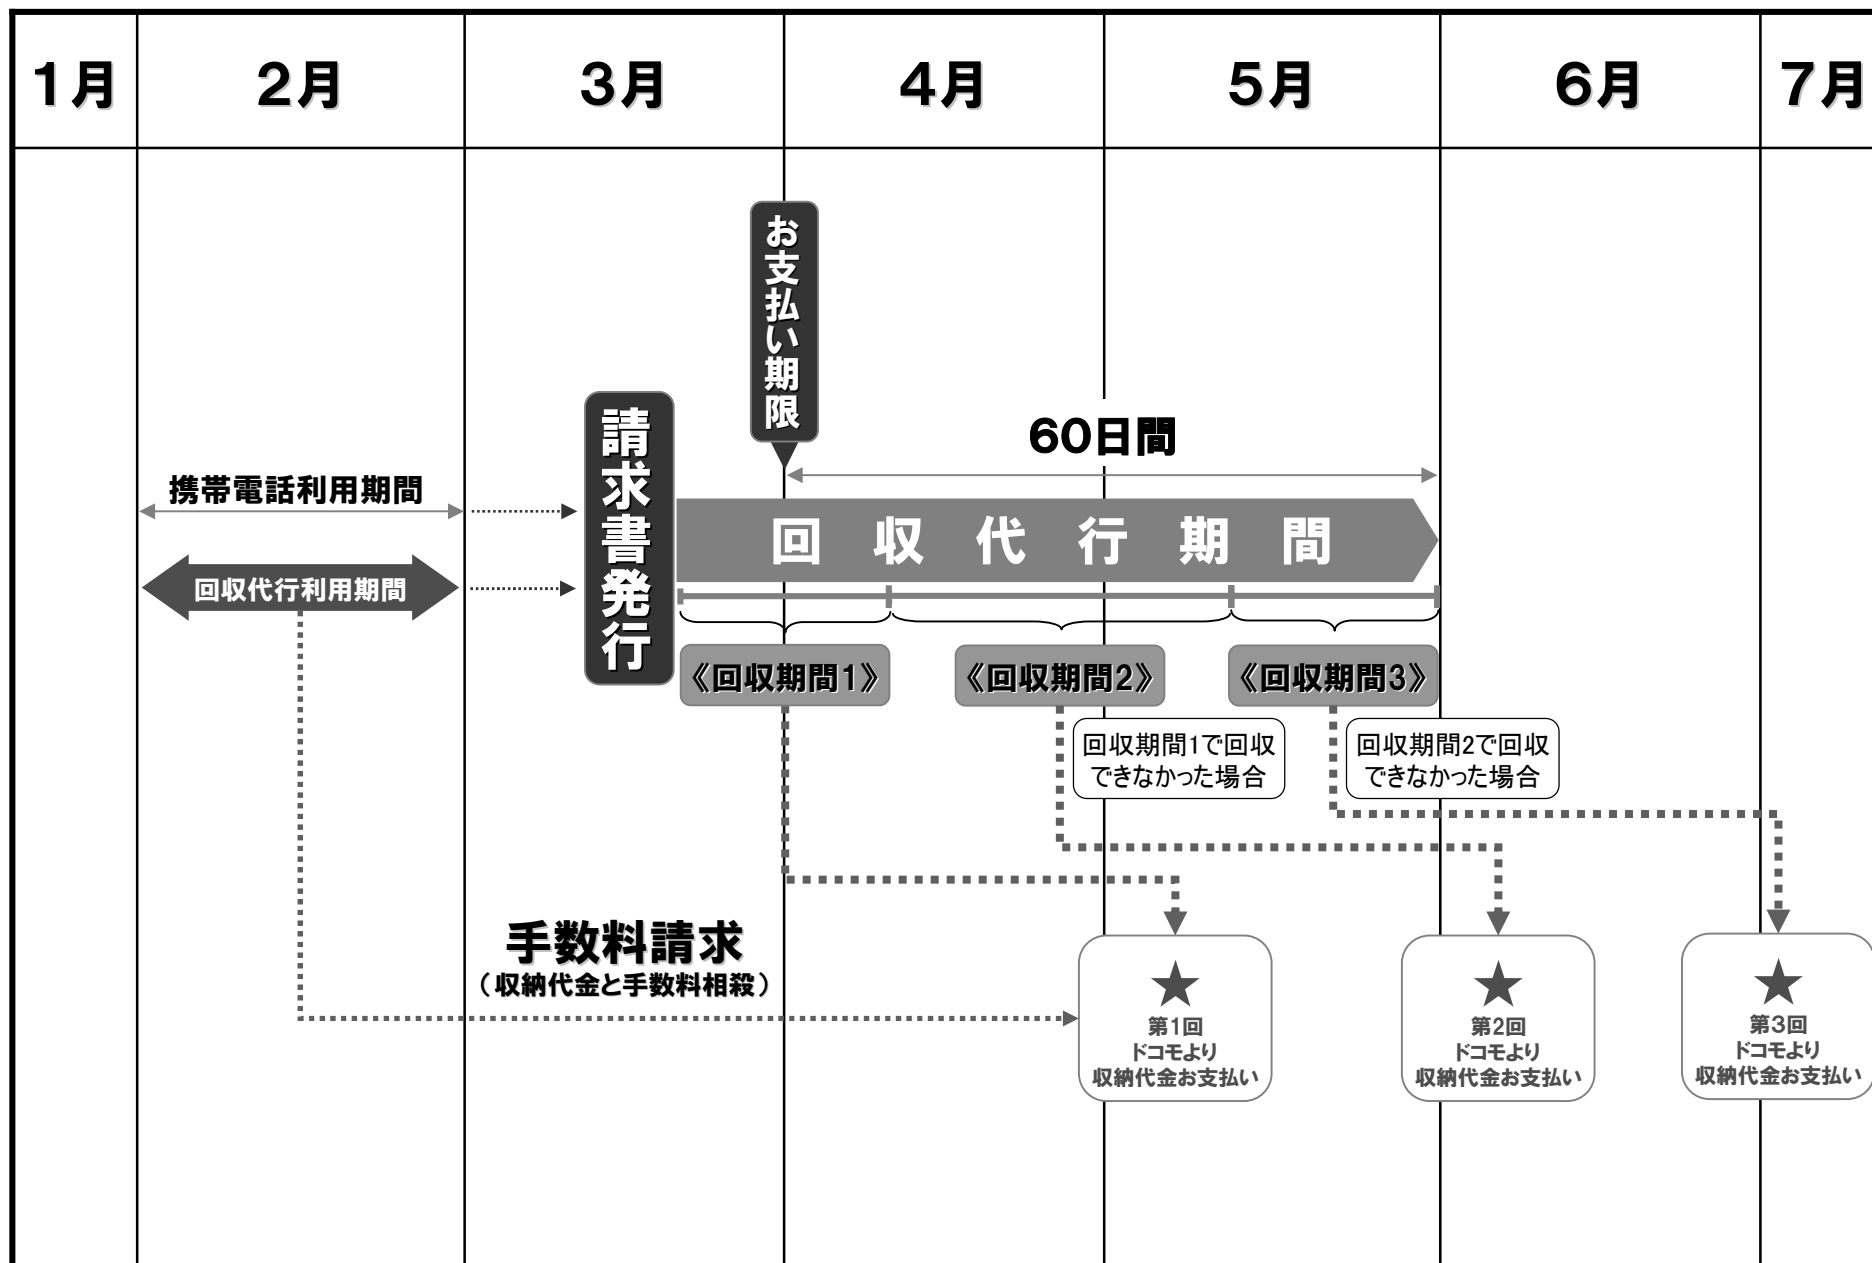 1月
2月
3月
4月
5月
6月
7月
お支払い期限
60日間
請求書発行
携帯電話利用期間
回収代行期間
回収代行利用期間
《回収期間1》
《回収期間2》
《回収期間3》
回収期間1で回収
できなかった場合
回収期間2で回収
できなかった場合
手数料請求
(収納代金と手数料相殺)
★
第1回
ドコモより
収納代金お支払い
★
第2回
ドコモより
収納代金お支払い
★
第3回
ドコモより
収納代金お支払い